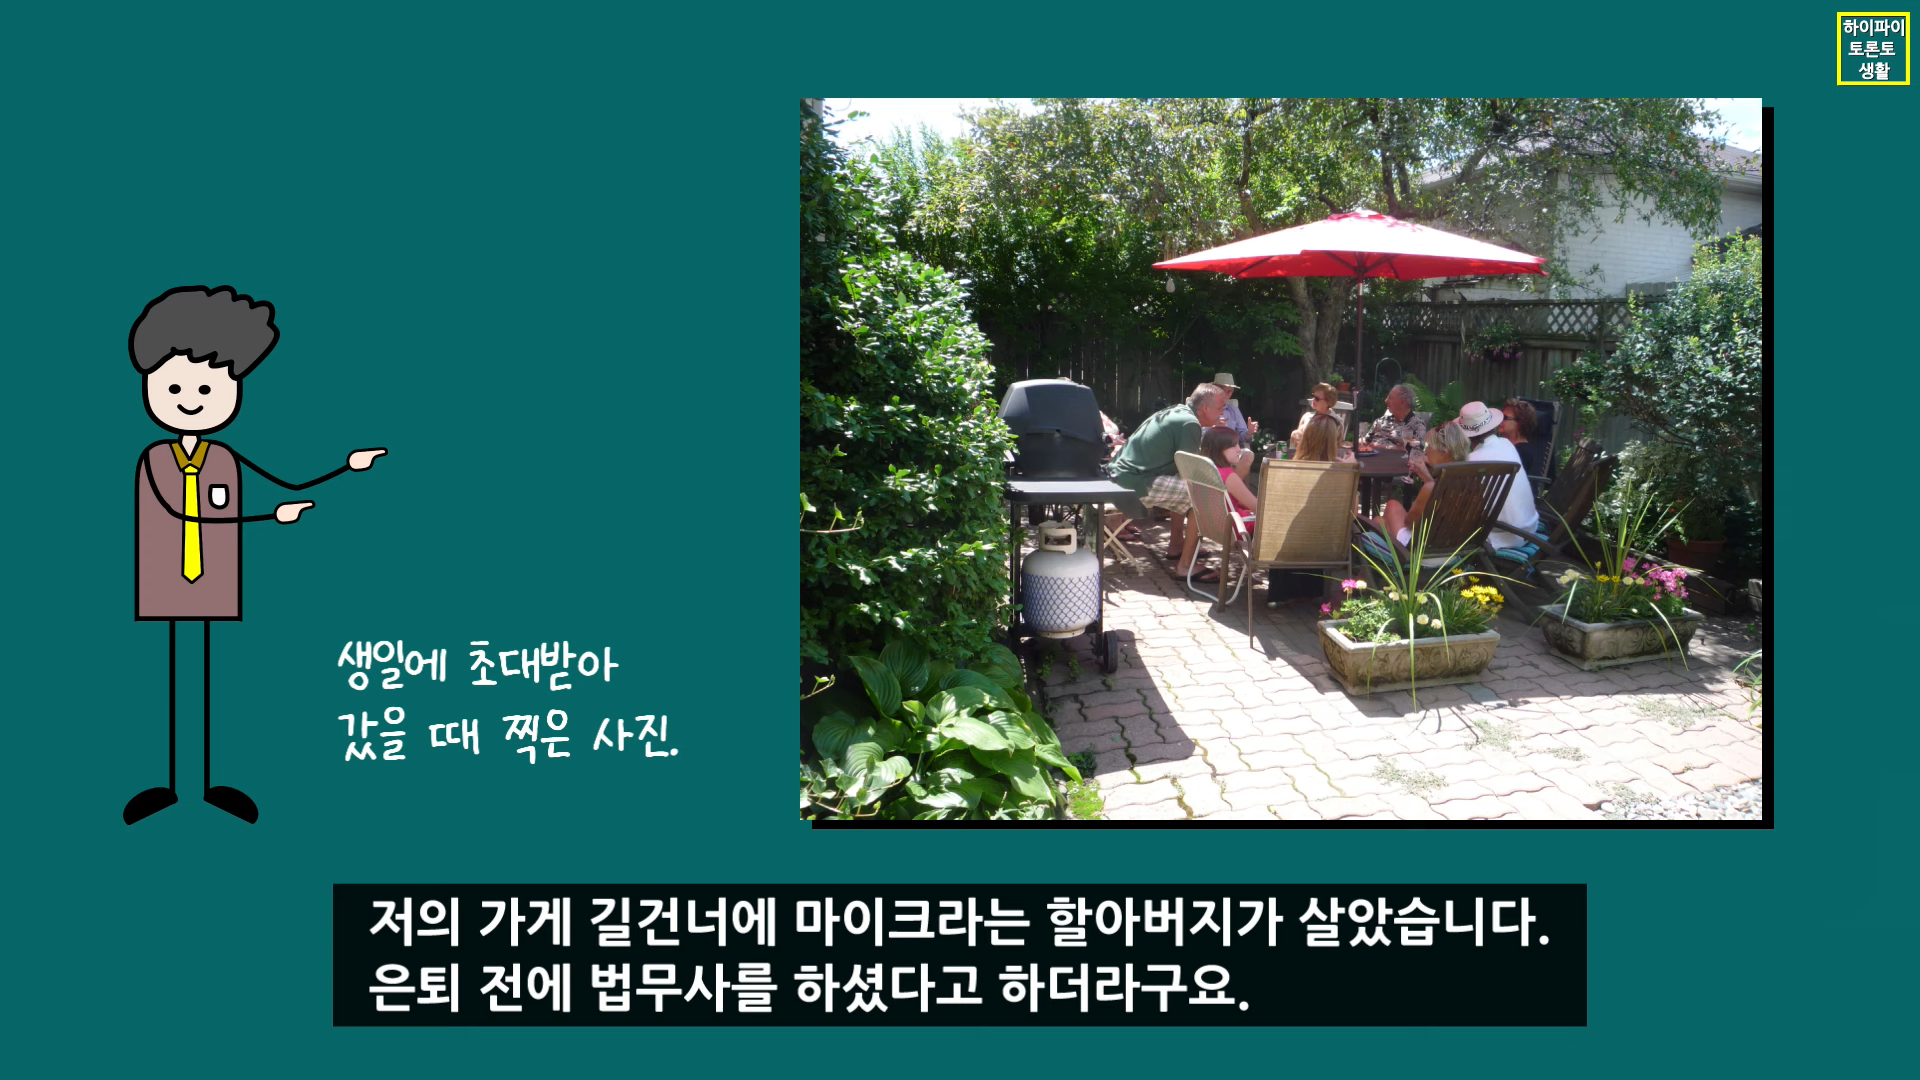 하이파이
토론토
생활
생일에 초대받아
갔을 때 찍은 사진.
저의 가게 길건너에 마이크라는 할아버지가 살았습니다.
은퇴 전에 법무사를 하셨다고 하더라구요.